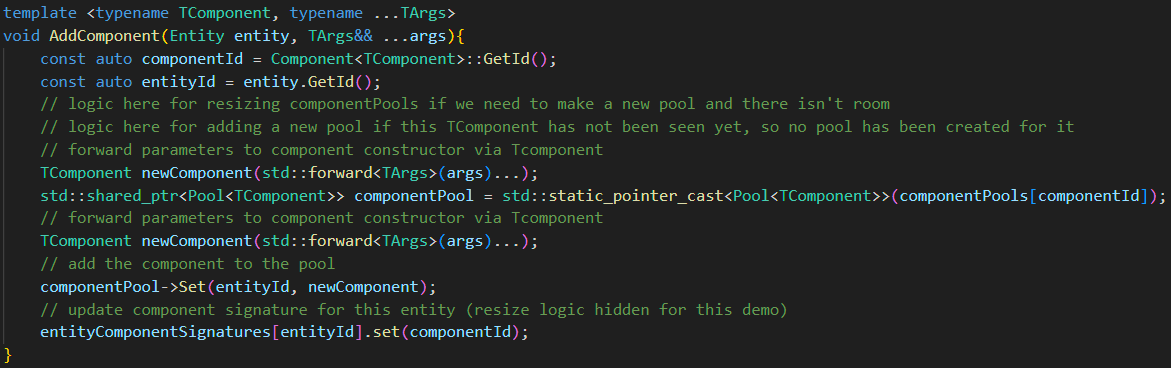 template <typename TComponent, typename ...TArgs>
void AddComponent(Entity entity, TArgs&& ...args){
    const auto componentId = Component<TComponent>::GetId();
    const auto entityId = entity.GetId();
    // logic here for resizing componentPools if we need to make a new pool and there isn't room
    // logic here for adding a new pool if this TComponent has not been seen yet, so no pool has been created for it
    // forward parameters to component constructor via Tcomponent
    TComponent newComponent(std::forward<TArgs>(args)...);
    std::shared_ptr<Pool<TComponent>> componentPool = std::static_pointer_cast<Pool<TComponent>>(componentPools[componentId]);
    // forward parameters to component constructor via Tcomponent
    TComponent newComponent(std::forward<TArgs>(args)...);
    // add the component to the pool
    componentPool->Set(entityId, newComponent);
    // update component signature for this entity (resize logic hidden for this demo)
    entityComponentSignatures[entityId].set(componentId);
}